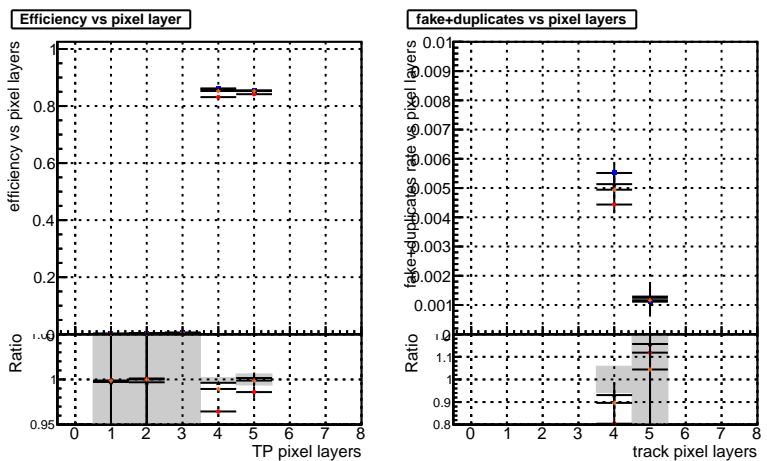 Efficiency vs pixel layer
efficiency vs pixel layers
1
0.8
0.6
0.4
0.2
0
Ratio
1
0.95
0 1 2 3 4 5 6 7 8
TP pixel layers
fake+duplicates vs pixel layers
fake+duplicates rate vs pixel layers
0.01
0.009
0.008
0.007
0.006
0.005
0.004
0.003
0.002
0.001
0
Ratio
1.1
1
0.9
0.8
0 1 2 3 4 5 6 7 8
track pixel layers